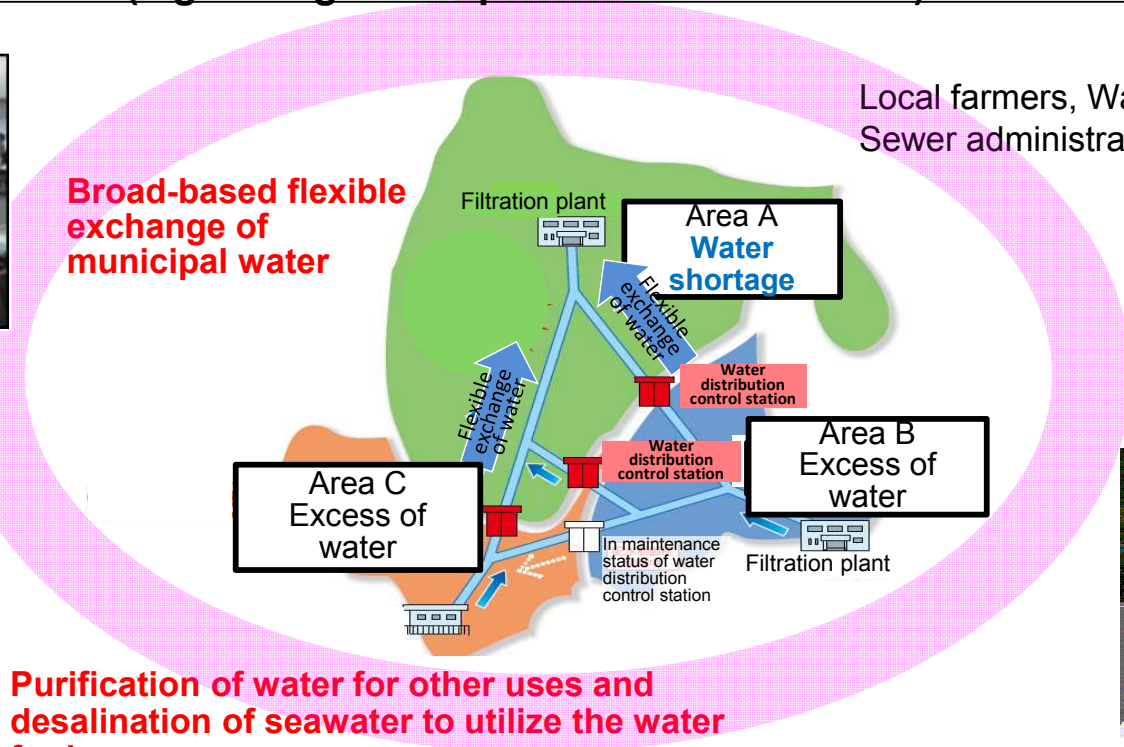 Local farmers,
Sewer
Broad-based flexible
exchange of
municipal water
Filtration plant
Area A
Water
shortage
Flexible
exchange
of water
Water
distribution
control station
Flexible
exchange
of water
Water
distribution
control station
Area B
Excess of
water
Area C
Excess of
water
In maintenance
status of water
distribution
control station
Filtration plant
Purification of water for other uses and
desalination of seawater to utilize the water